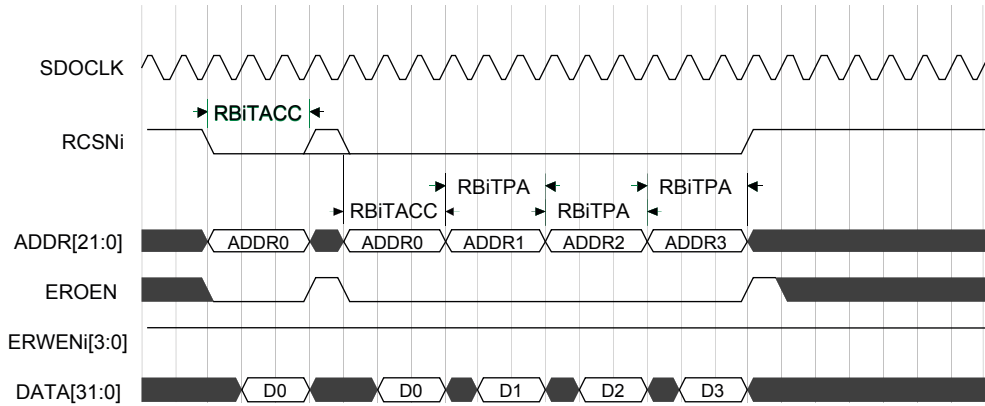 SDOCLK
RBiTACC
RCSNi
RBiTPA RBiTPA
RBiTACC RBiTPA
ADDR[21:0] ADDR0 ADDR0 ADDR1 ADDR2 ADDR3
EROEN
ERWENi[3:0]
DATA[31:0] D0 D0 D1 D2 D3